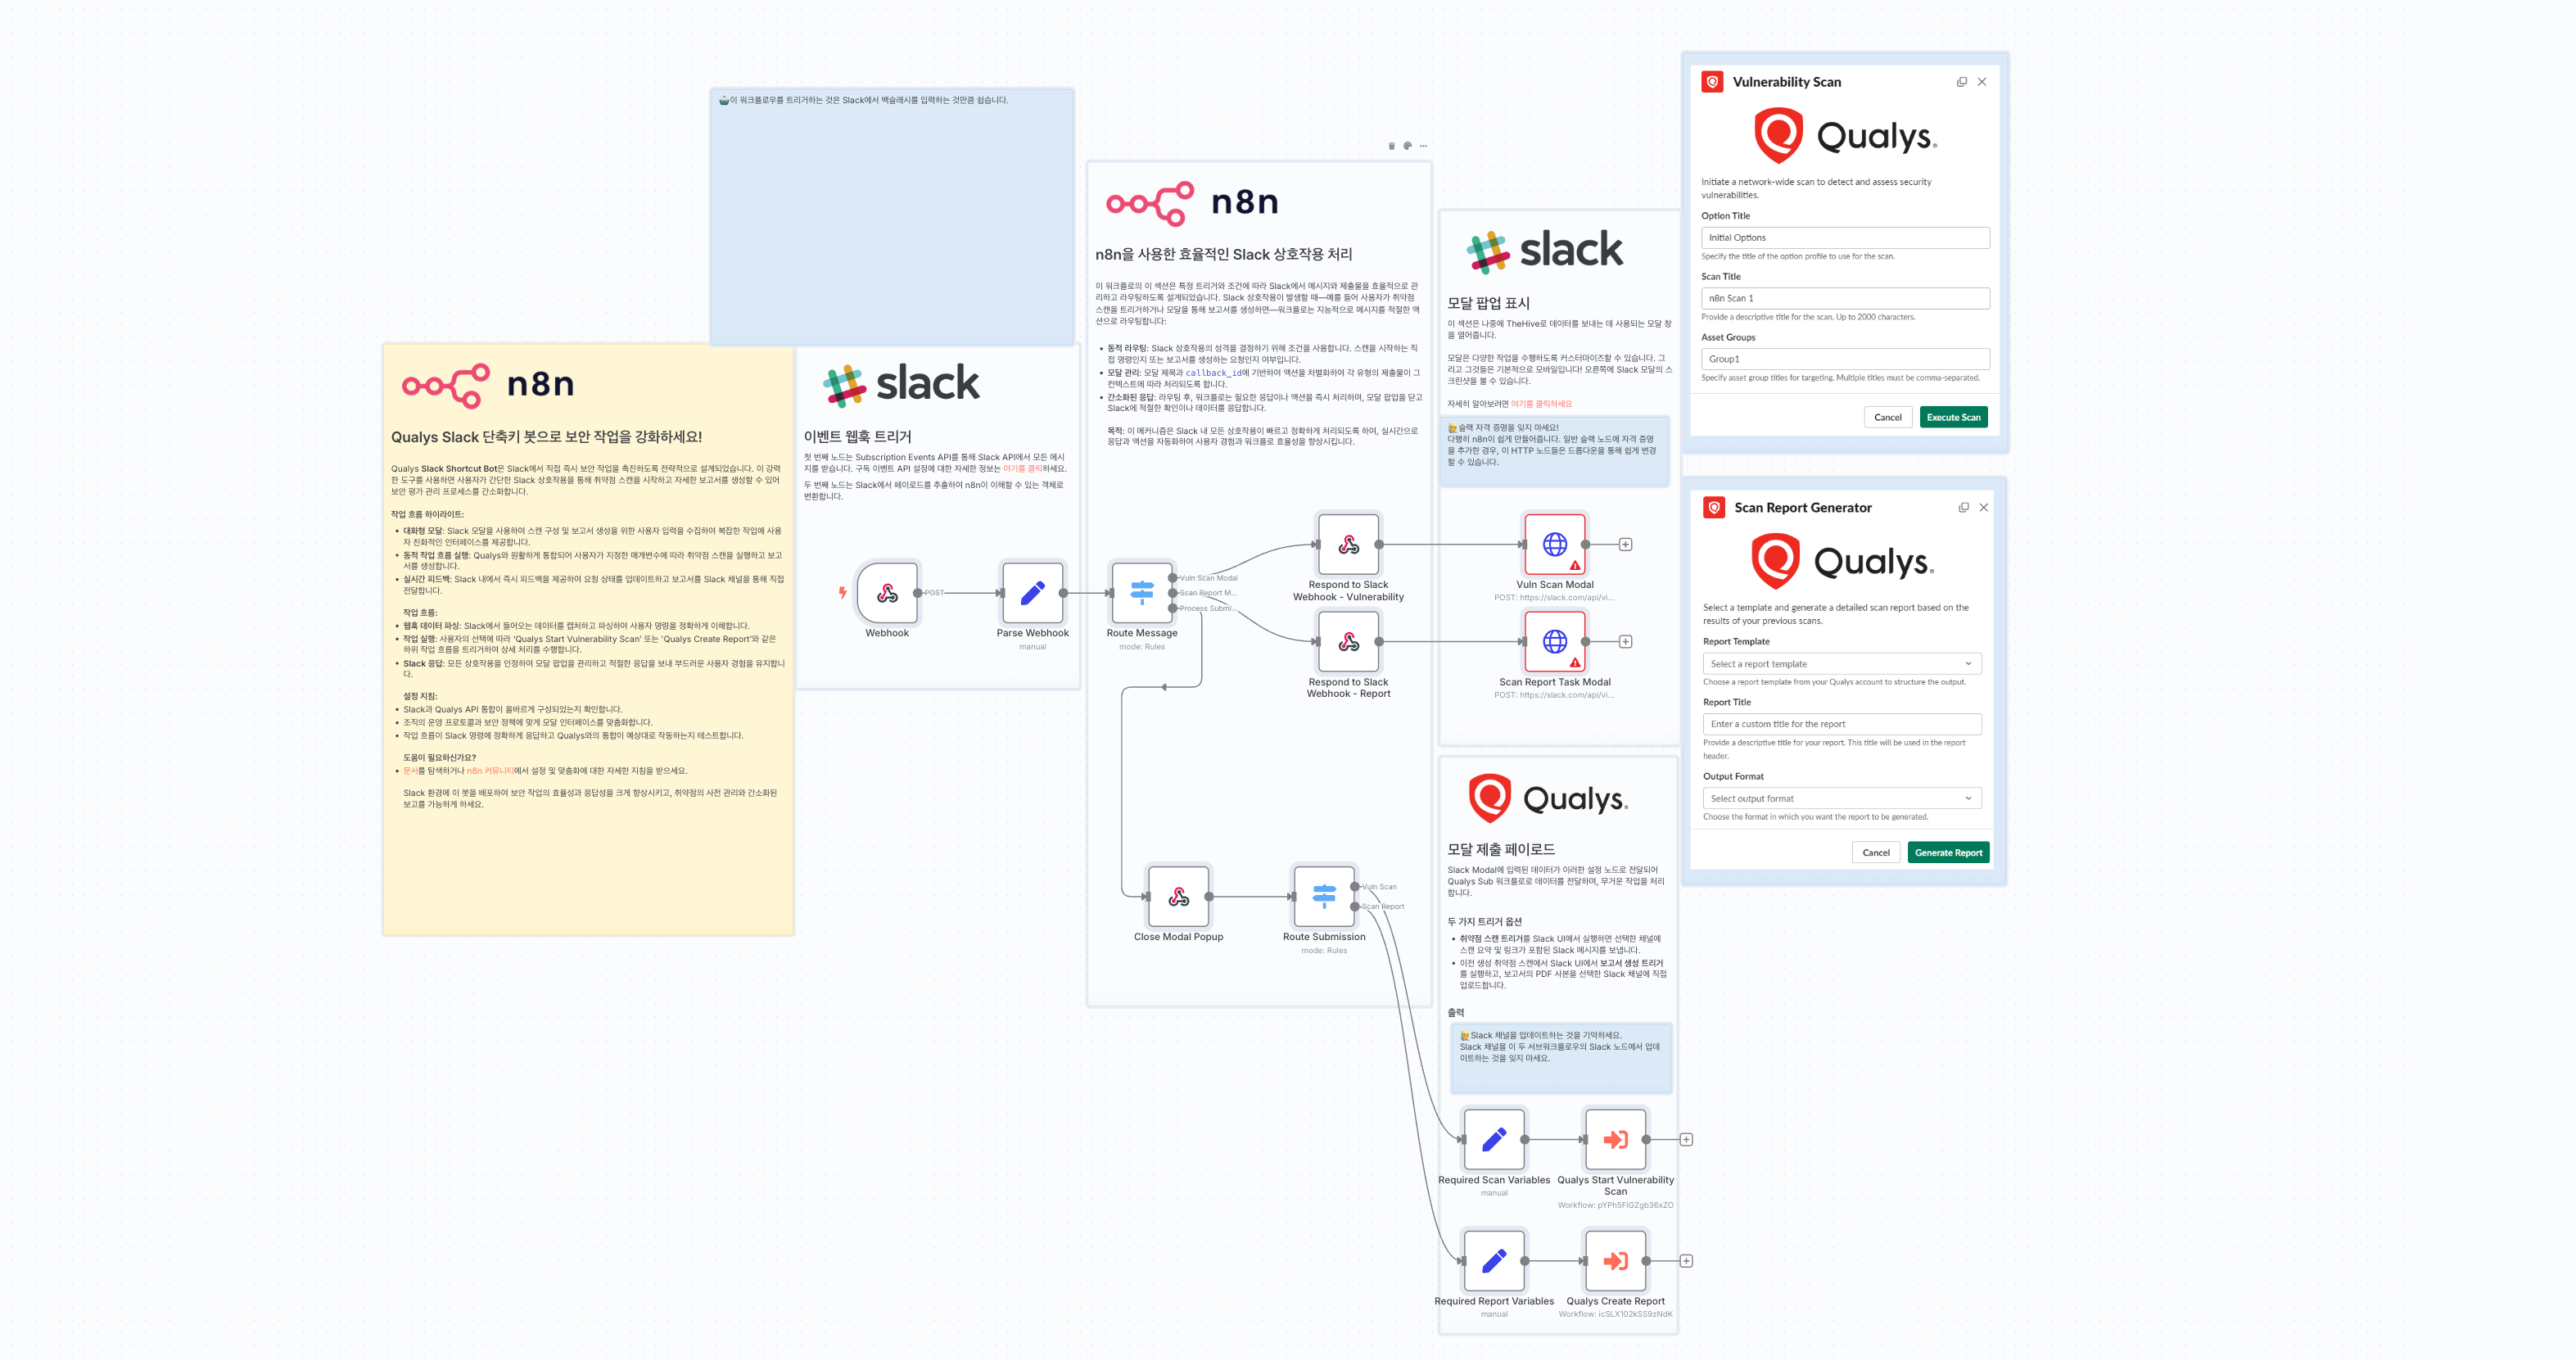 🤖이 워크플로우를 트리거하는 것은 Slack에서 백슬래시를 입력하는 것만큼 쉽습니다.
n8n
Qualys Slack 단축키 봇으로 보안 작업을 강화하세요!
Qualys Slack Shortcut Bot은 Slack에서 직접 즉시 보안 작업을 촉진하도록 전략적으로 설계되었습니다. 이 강력
한 도구를 사용하면 사용자가 간단한 Slack 상호작용을 통해 취약점 스캔을 시작하고 자세한 보고서를 생성할 수 있어
보안 평가 관리 프로세스를 간소화합니다.
작업 흐름 하이라이트:
• 대화형 모달: Slack 모달을 사용하여 스캔 구성 및 보고서 생성을 위한 사용자 입력을 수집하여 복잡한 작업에 사용
자 친화적인 인터페이스를 제공합니다.
• 동적 작업 흐름 실행: Qualys와 원활하게 통합되어 사용자가 지정한 매개변수에 따라 취약점 스캔을 실행하고 보고
서를 생성합니다.
• 실시간 피드백: Slack 내에서 즉시 피드백을 제공하여 요청 상태를 업데이트하고 보고서를 Slack 채널을 통해 직접
전달합니다.
작업 흐름:
• 웹훅 데이터 파싱: Slack에서 들어오는 데이터를 캡처하고 파싱하여 사용자 명령을 정확하게 이해합니다.
• 작업 실행: 사용자의 선택에 따라 'Qualys Start Vulnerability Scan' 또는 'Qualys Create Report'와 같은
하위 작업 흐름을 트리거하여 상세 처리를 수행합니다.
• Slack 응답: 모든 상호작용을 인정하여 모달 팝업을 관리하고 적절한 응답을 보내 부드러운 사용자 경험을 유지합니
다.
설정 지침:
• Slack과 Qualys API 통합이 올바르게 구성되었는지 확인합니다.
• 조직의 운영 프로토콜과 보안 정책에 맞게 모달 인터페이스를 맞춤화합니다.
• 작업 흐름이 Slack 명령에 정확하게 응답하고 Qualys와의 통합이 예상대로 작동하는지 테스트합니다.
도움이 필요하신가요?
• 문서를 탐색하거나 n8n 커뮤니티에서 설정 및 맞춤화에 대한 자세한 지침을 받으세요.
Slack 환경에 이 봇을 배포하여 보안 작업의 효율성과 응답성을 크게 향상시키고, 취약점의 사전 관리와 간소화된
보고를 가능하게 하세요.
slack
이벤트 웹훅 트리거
첫 번째 노드는 Subscription Events API를 통해 Slack API에서 모든 메시
지를 받습니다. 구독 이벤트 API 설정에 대한 자세한 정보는 여기를 클릭하세요.
두 번째 노드는 Slack에서 페이로드를 추출하여 n8n이 이해할 수 있는 객체로
변환합니다.
POST
Webhook
Parse Webhook
manual
n8n
n8n을 사용한 효율적인 Slack 상호작용 처리
이 워크플로의 이 섹션은 특정 트리거와 조건에 따라 Slack에서 메시지와 제출물을 효율적으로 관
리하고 라우팅하도록 설계되었습니다. Slack 상호작용이 발생할 때—예를 들어 사용자가 취약점
스캔을 트리거하거나 모달을 통해 보고서를 생성하면—워크플로는 지능적으로 메시지를 적절한 액
션으로 라우팅합니다:
• 동적 라우팅: Slack 상호작용의 성격을 결정하기 위해 조건을 사용합니다. 스캔을 시작하는 직
접 명령인지 또는 보고서를 생성하는 요청인지 여부입니다.
• 모달 관리: 모달 제목과 callback_id에 기반하여 액션을 차별화하여 각 유형의 제출물이 그
컨텍스트에 따라 처리되도록 합니다.
• 간소화된 응답: 라우팅 후, 워크플로는 필요한 응답이나 액션을 즉시 처리하며, 모달 팝업을 닫고
Slack에 적절한 확인이나 데이터를 응답합니다.
목적: 이 메커니즘은 Slack 내 모든 상호작용이 빠르고 정확하게 처리되도록 하여, 실시간으로
응답과 액션을 자동화하여 사용자 경험과 워크플로 효율성을 향상시킵니다.
Vuln Scan Modal
Scan Report M...
Process Submi...
Route Message
mode: Rules
Respond to Slack
Webhook - Vulnerability
Respond to Slack
Webhook - Report
Close Modal Popup
Route Submission
mode: Rules
Vuln Scan
Scan Report
slack
모달 팝업 표시
이 섹션은 나중에 TheHive로 데이터를 보내는 데 사용되는 모달 창
을 열어줍니다.
모달은 다양한 작업을 수행하도록 커스터마이즈할 수 있습니다. 그
리고 그것들은 기본적으로 모바일입니다! 오른쪽에 Slack 모달의 스
크린샷을 볼 수 있습니다.
자세히 알아보려면 여기를 클릭하세요
🙋슬랙 자격 증명을 잊지 마세요!
다행히 n8n이 쉽게 만들어줍니다. 일반 슬랙 노드에 자격 증명
을 추가한 경우, 이 HTTP 노드들은 드롭다운을 통해 쉽게 변경
할 수 있습니다.
Vuln Scan Modal
POST: https://slack.com/api/vi...
Scan Report Task Modal
POST: https://slack.com/api/vi...
Qualys.
모달 제출 페이로드
Slack Modal에 입력된 데이터가 이러한 설정 노드로 전달되어
Qualys Sub 워크플로로 데이터를 전달하며, 무거운 작업을 처리
합니다.
두 가지 트리거 옵션
• 취약점 스캔 트리거를 Slack UI에서 실행하면 선택한 채널에
스캔 요약 및 링크가 포함된 Slack 메시지를 보냅니다.
• 이전 생성 취약점 스캔에서 Slack UI에서 보고서 생성 트리거
를 실행하고, 보고서의 PDF 사본을 선택한 Slack 채널에 직접
업로드합니다.
출력
🙋Slack 채널을 업데이트하는 것을 기억하세요.
Slack 채널을 이 두 서브워크플로우의 Slack 노드에서 업데
이트하는 것을 잊지 마세요.
Required Scan Variables
manual
Qualys Start Vulnerability
Scan
Workflow: pYPh5FIGZgb36xZO
Required Report Variables
manual
Qualys Create Report
Workflow: icSLX102kSS9zNdK
Vulnerability Scan
Qualys.
Initiate a network-wide scan to detect and assess security
vulnerabilities.
Option Title
Initial Options
Specify the title of the option profile to use for the scan.
Scan Title
n8n Scan 1
Provide a descriptive title for the scan. Up to 2000 characters.
Asset Groups
Group1
Specify asset group titles for targeting. Multiple titles must be comma-separated.
Cancel
Execute Scan
Scan Report Generator
Qualys.
Select a template and generate a detailed scan report based on the
results of your previous scans.
Report Template
Select a report template
Choose a report template from your Qualys account to structure the output.
Report Title
Enter a custom title for the report
Provide a descriptive title for your report. This title will be used in the report
header.
Output Format
Select output format
Choose the format in which you want the report to be generated.
Cancel
Generate Report